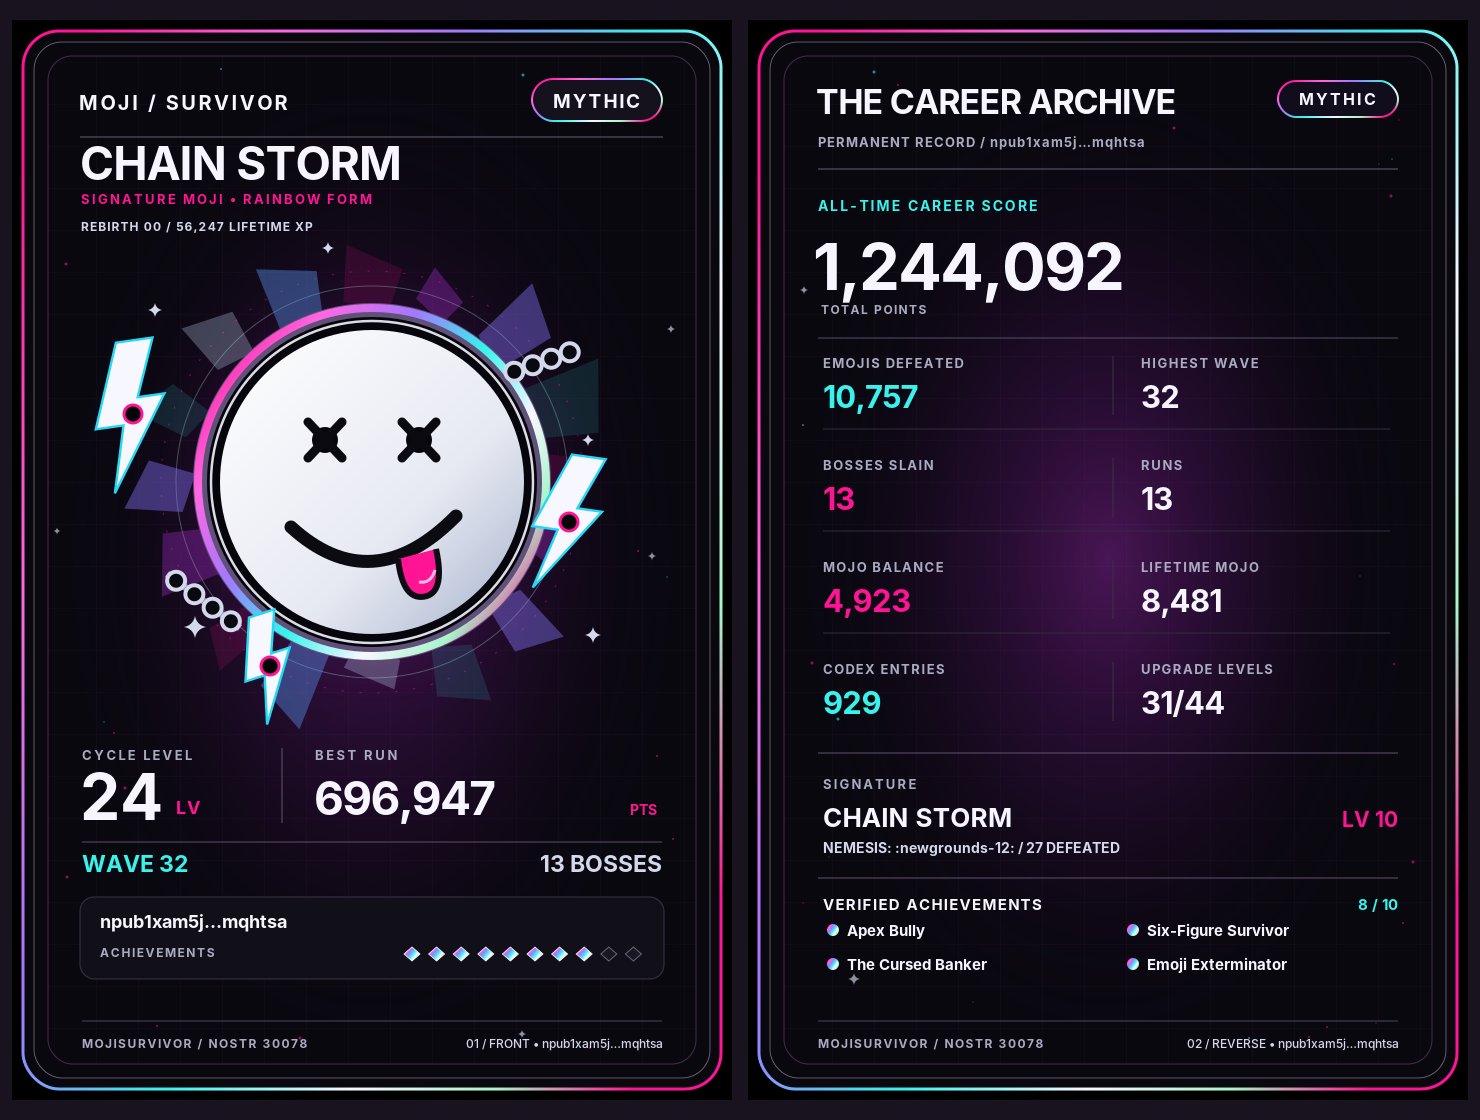 MOJI / SURVIVOR
MYTHIC
CHAIN STORM
SIGNATURE MOJI • RAINBOW FORM
REBIRTH 00 / 56,247 LIFETIME XP
CYCLE LEVEL
24 LV
BEST RUN
696,947
PTS
WAVE 32
13 BOSSES
npub1xam5j...mqhtsa
ACHIEVEMENTS
MOJISURVIVOR / NOSTR 30078
01 / FRONT • npub1xam5j...mqhtsa
THE CAREER ARCHIVE
MYTHIC
PERMANENT RECORD / npub1xam5j...mqhtsa
ALL-TIME CAREER SCORE
1,244,092
TOTAL POINTS
EMOJIS DEFEATED
10,757
HIGHEST WAVE
32
BOSSES SLAIN
13
RUNS
13
MOJO BALANCE
4,923
LIFETIME MOJO
8,481
CODEX ENTRIES
929
UPGRADE LEVELS
31/44
SIGNATURE
CHAIN STORM
LV 10
NEMESIS: :newgrounds-12: / 27 DEFEATED
VERIFIED ACHIEVEMENTS
8 / 10
Apex Bully
Six-Figure Survivor
The Cursed Banker
Emoji Exterminator
MOJISURVIVOR / NOSTR 30078
02 / REVERSE • npub1xam5j...mqhtsa